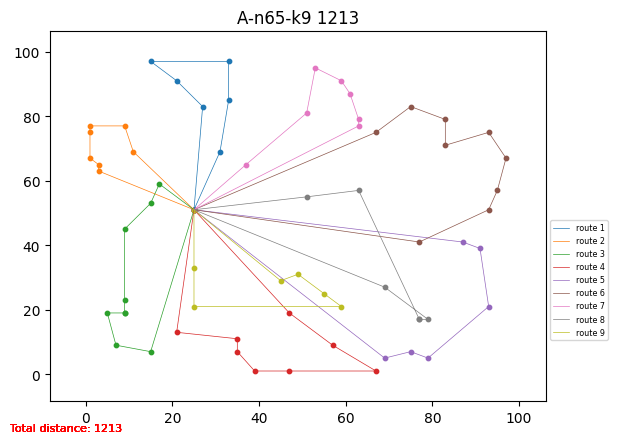 A-n65-k9 1213
100
80
60
40
20
0
0 20 40 60 80 100
route 1
route 2
route 3
route 4
route 5
route 6
route 7
route 8
route 9
Total distance: 1213